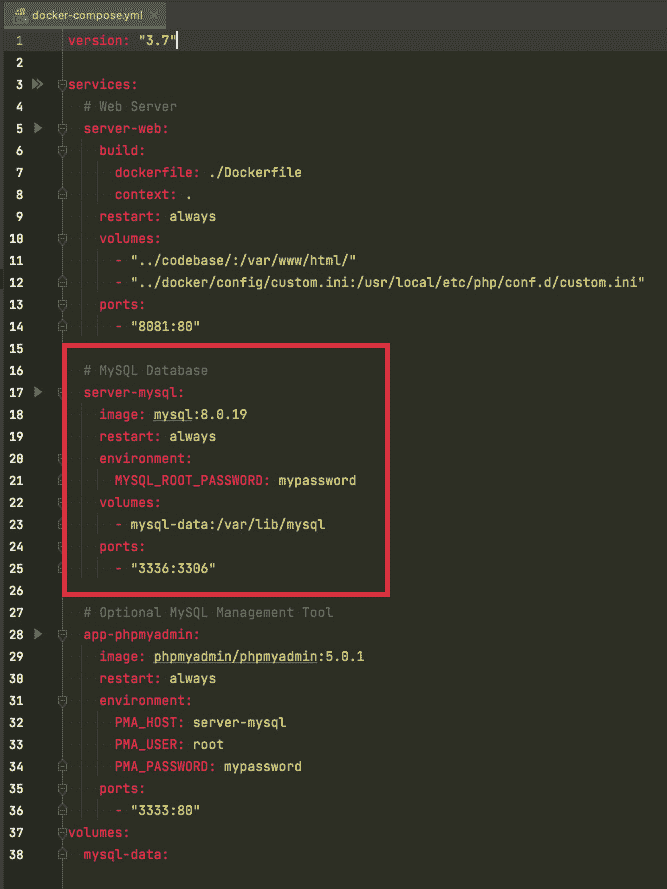 docker-compose.yml
1 version: "3.7"
2
3 services:
4 # Web Server
5 server-web:
6 build:
7 dockerfile: ./Dockerfile
8 context: .
9 restart: always
10 volumes:
11 - "../codebase/:/var/www/html/"
12 - "../docker/config/custom.ini:/usr/local/etc/php/conf.d/custom.ini"
13 ports:
14 - "8081:80"
15
16 # MySQL Database
17 server-mysql:
18 image: mysql:8.0.19
19 restart: always
20 environment:
21 MYSQL_ROOT_PASSWORD: mypassword
22 volumes:
23 - mysql-data:/var/lib/mysql
24 ports:
25 - "3336:3306"
26
27 # Optional MySQL Management Tool
28 app-phpmyadmin:
29 image: phpmyadmin/phpmyadmin:5.0.1
30 restart: always
31 environment:
32 PMA_HOST: server-mysql
33 PMA_USER: root
34 PMA_PASSWORD: mypassword
35 ports:
36 - "3333:80"
37 volumes:
38 mysql-data: